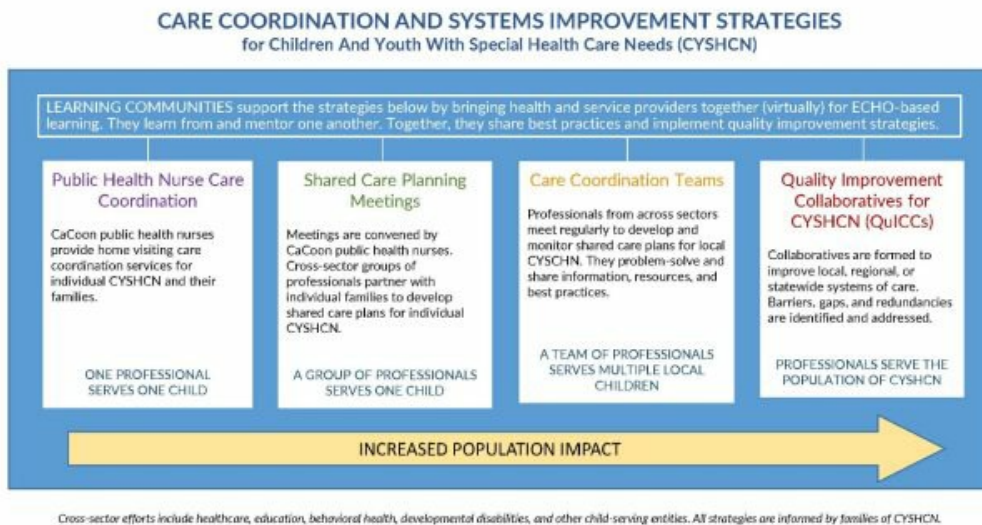 CARE COORDINATION AND SYSTEMS IMPROVEMENT STRATEGIES
for Children And Youth With Special Health Care Needs (CYSHCN)
LEARNING COMMUNITIES support the strategies below by bringing health and service providers together (virtually) for ECHO-based
learning. They learn from and mentor one another. Together, they share best practices and implement quality improvement strategies.
Public Health Nurse Care
Coordination
CaCoon public health nurses
provide home visiting care
coordination services for
individual CYSHCN and their
families.
ONE PROFESSIONAL
SERVES ONE CHILD
Shared Care Planning
Meetings
Meetings are convened by
CaCoon public health nurses.
Cross-sector groups of
professionals partner with
individual families to develop
shared care plans for individual
CYSHCN.
A GROUP OF PROFESSIONALS
SERVES ONE CHILD
Care Coordination Teams
Professionals from across sectors
meet regularly to develop and
monitor shared care plans for local
CYSCHN. They problem-solve and
share information, resources, and
best practices.
A TEAM OF PROFESSIONALS
SERVES MULTIPLE LOCAL
CHILDREN
Quality Improvement
Collaboratives for
CYSHCN (QuICCs)
Collaboratives are formed to
improve local, regional, or
statewide systems of care.
Barriers, gaps, and redundancies
are identified and addressed.
PROFESSIONALS SERVE THE
POPULATION OF CYSHCN
INCREASED POPULATION IMPACT
Cross-sector efforts include healthcare, education, behavioral health, developmental disabilities, and other child-serving entities. All strategies are informed by families of CYSHCN.